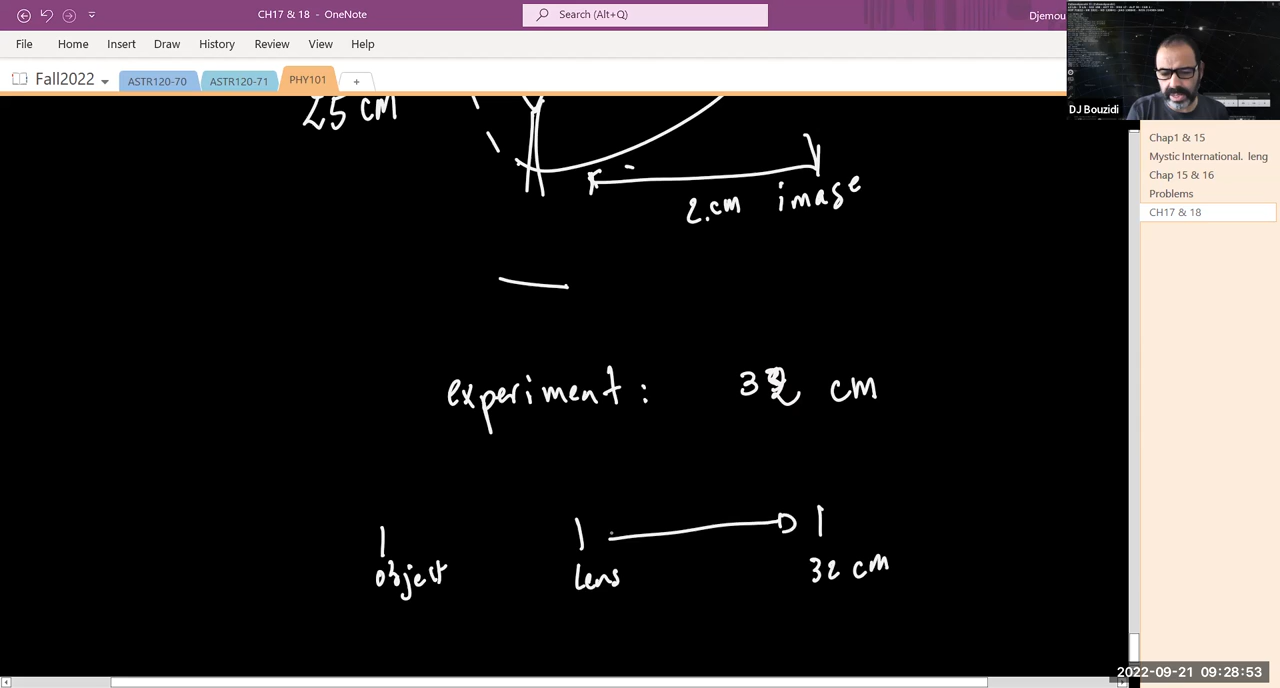 CH17 & 18 - OneNote
Search (Alt+Q)
Djemou
File Home Insert Draw History Review View Help
Fall2022
ASTR120-70
ASTR120-71
PHY101
DJ Bouzidi
Chap1 & 15
Mystic International. leng
Chap 15 & 16
Problems
CH17 & 18
25 cm
2.cm image
experiment: 32 cm
object
Lens
32 cm
2022-09-21 09:28:53